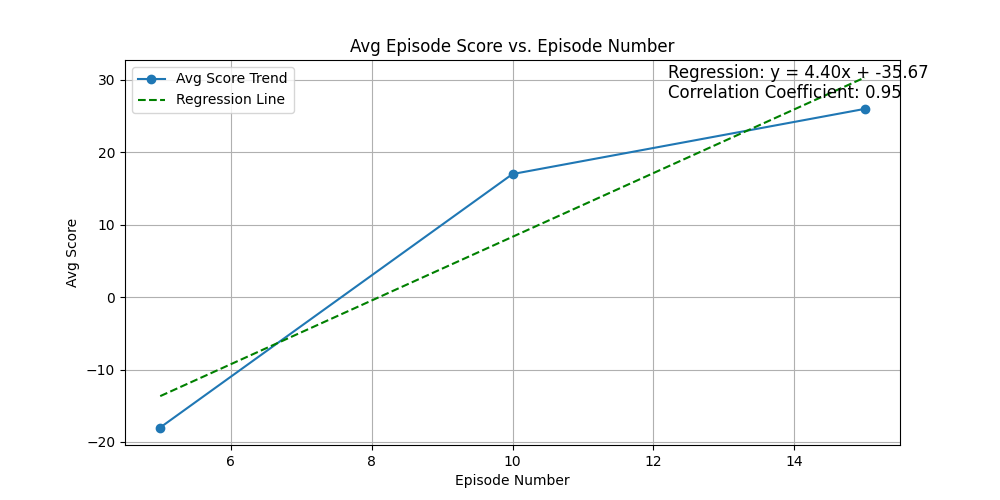 Avg Episode Score vs. Episode Number
Avg Score Trend
Regression Line
Regression: y = 4.40x + -35.67
Correlation Coefficient: 0.95
Avg Score
30
20
10
0
−10
−20
6
8
10
12
14
Episode Number